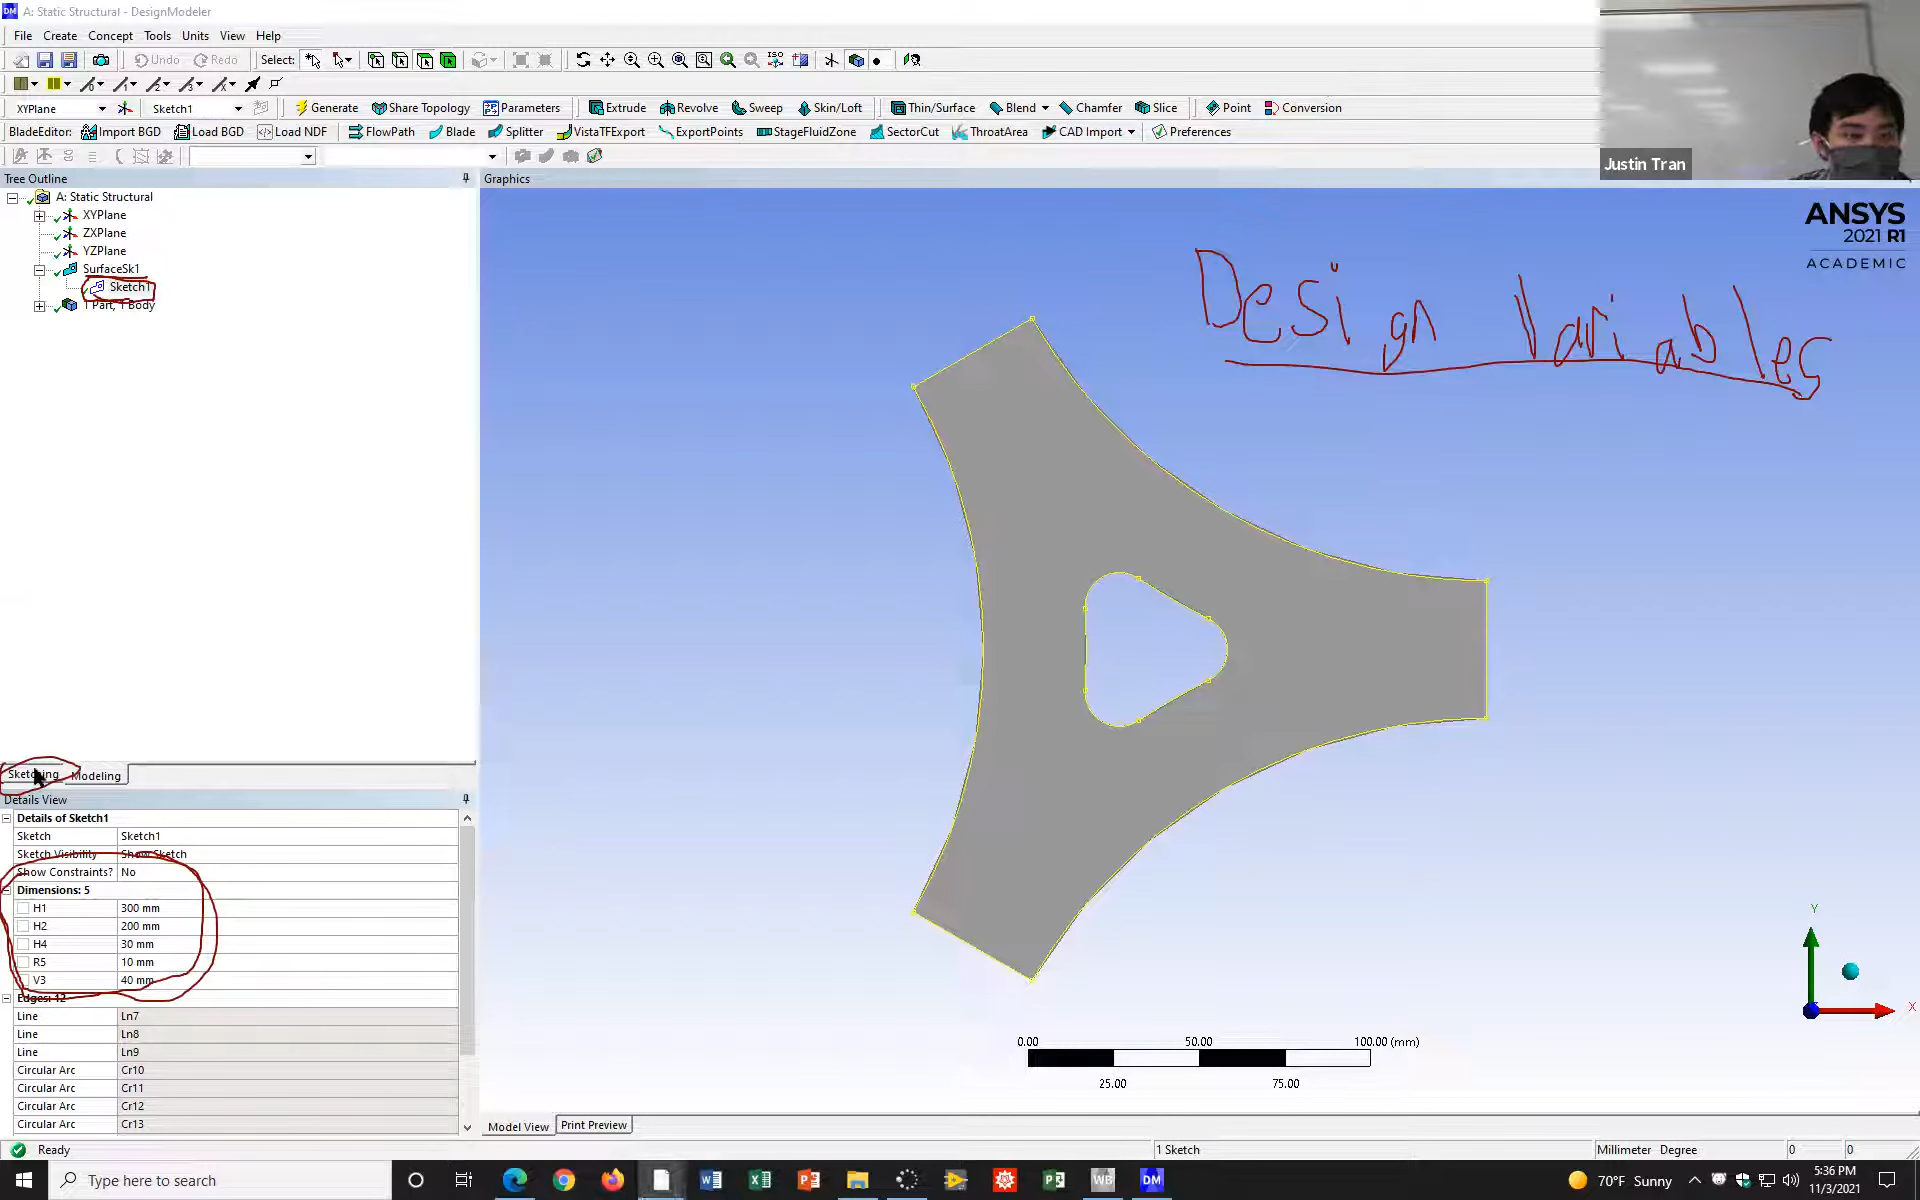 A: Static Structural - DesignModeler
File Create Concept Tools Units View Help
Undo Redo Select:
XYPlane Sketch1 Generate Share Topology Parameters Extrude Revolve Sweep Skin/Loft Thin/Surface Blend Chamfer Slice Point Conversion
BladeEditor: Import BGD Load BGD Load NDF FlowPath Blade Splitter VistaTFExport ExportPoints StageFluidZone SectorCut ThroatArea CAD Import Preferences
Justin Tran
Tree Outline
A: Static Structural
XYPlane
ZXPlane
YZPlane
SurfaceSk1
Sketch1
1 Part, 1 Body
Graphics
ANSYS
2021 R1
ACADEMIC
Design Variables
Sketching Modeling
Details View
Details of Sketch1
Sketch Sketch1
Sketch Visibility Show Sketch
Show Constraints? No
Dimensions: 5
H1 300 mm
H2 200 mm
H4 30 mm
R5 10 mm
V3 40 mm
Edges: 12
Line Ln7
Line Ln8
Line Ln9
Circular Arc Cr10
Circular Arc Cr11
Circular Arc Cr12
Circular Arc Cr13
Y
X
0.00 50.00 100.00 (mm)
25.00 75.00
Model View Print Preview
Ready 1 Sketch Millimeter Degree 0 0
Type here to search
WB DM
70°F Sunny
5:36 PM
11/3/2021